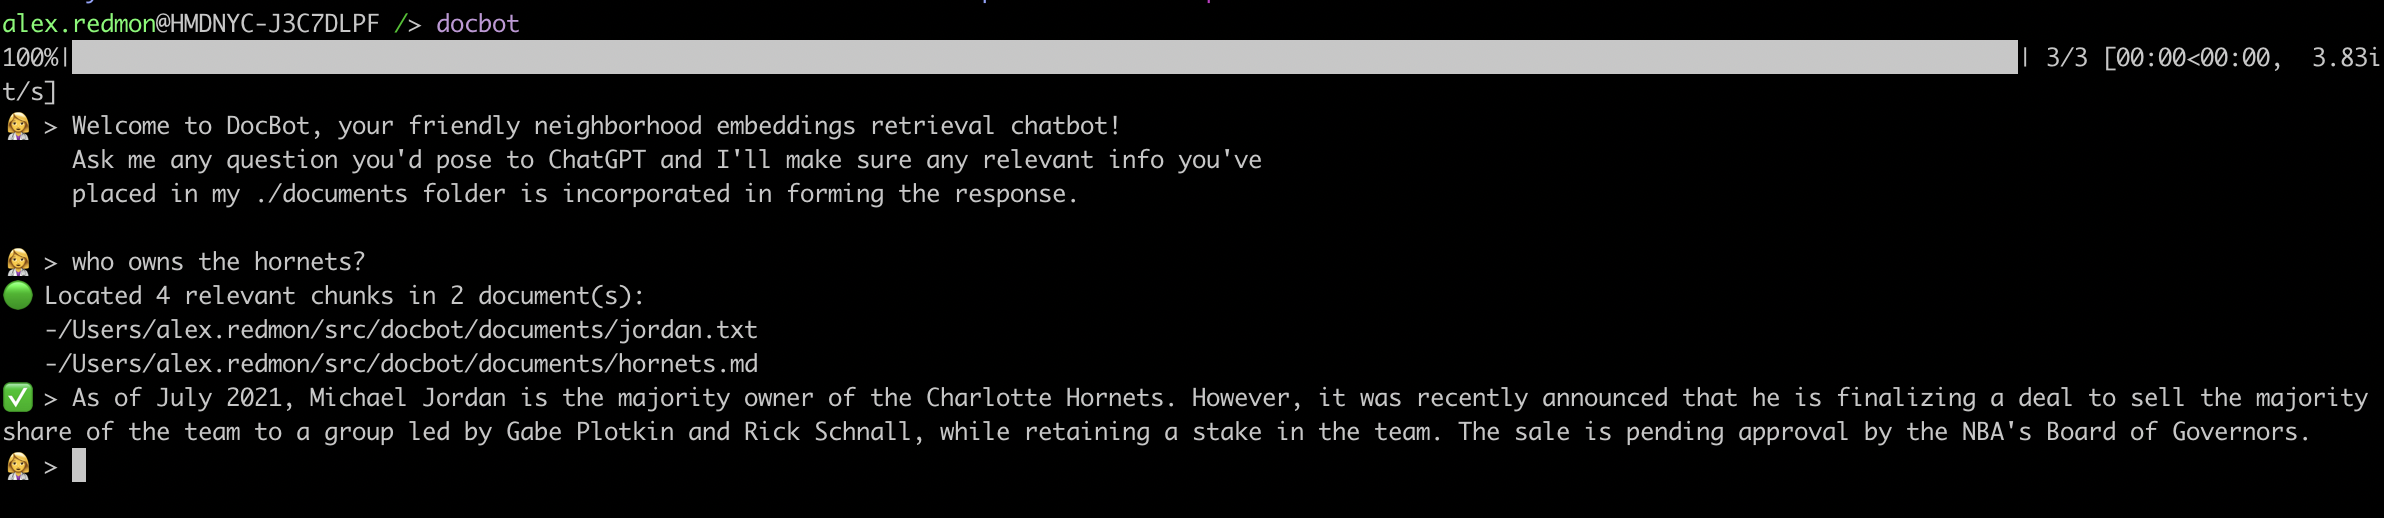 alex.redmon@HMDNYC-J3C7DLPF /> docbot
100%| | 3/3 [00:00<00:00,  3.83i
t/s]
👩‍⚕️ > Welcome to DocBot, your friendly neighborhood embeddings retrieval chatbot!
Ask me any question you'd pose to ChatGPT and I'll make sure any relevant info you've
placed in my ./documents folder is incorporated in forming the response.
👩‍⚕️ > who owns the hornets?
🟢 Located 4 relevant chunks in 2 document(s):
-/Users/alex.redmon/src/docbot/documents/jordan.txt
-/Users/alex.redmon/src/docbot/documents/hornets.md
✅ > As of July 2021, Michael Jordan is the majority owner of the Charlotte Hornets. However, it was recently announced that he is finalizing a deal to sell the majority
share of the team to a group led by Gabe Plotkin and Rick Schnall, while retaining a stake in the team. The sale is pending approval by the NBA's Board of Governors.
👩‍⚕️ >